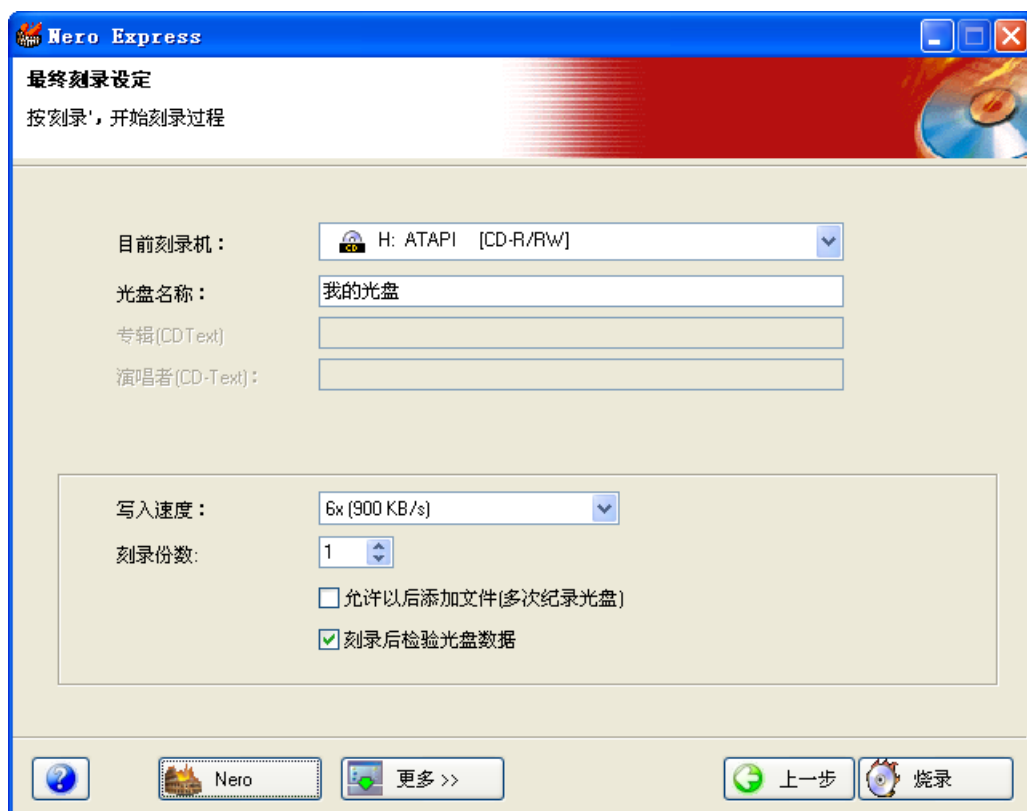 Nero Express
最终刻录设定
按'刻录'，开始刻录过程
目前刻录机：
H: ATAPI [CD-R/RW]
光盘名称：
我的光盘
专辑(CDText)
演唱者(CD-Text)：
写入速度：
6x (900 KB/s)
刻录份数:
1
允许以后添加文件(多次纪录光盘)
刻录后检验光盘数据
Nero
更多 >>
上一步
烧录